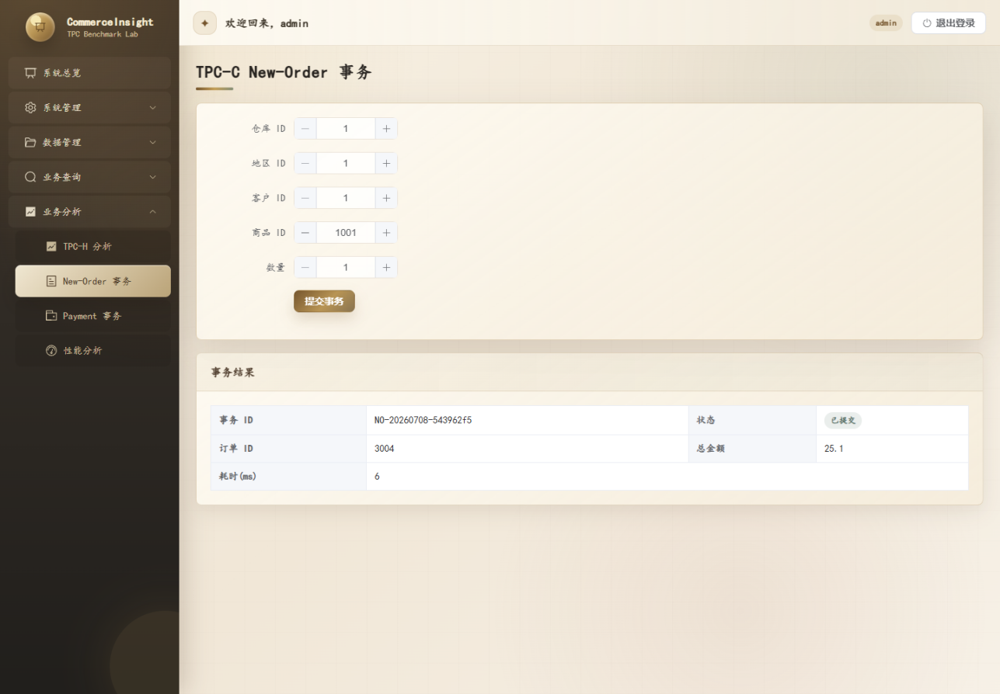 CommerceInsight
TPC Benchmark Lab
系统总览
系统管理
数据管理
业务查询
业务分析
TPC-H 分析
New-Order 事务
Payment 事务
性能分析
欢迎回来, admin
admin
退出登录
TPC-C New-Order 事务
仓库 ID 1
地区 ID 1
客户 ID 1
商品 ID 1001
数量 1
提交事务
事务结果
事务 ID NO-20260708-543962f5 状态 已提交
订单 ID 3004 总金额 25.1
耗时(ms) 6